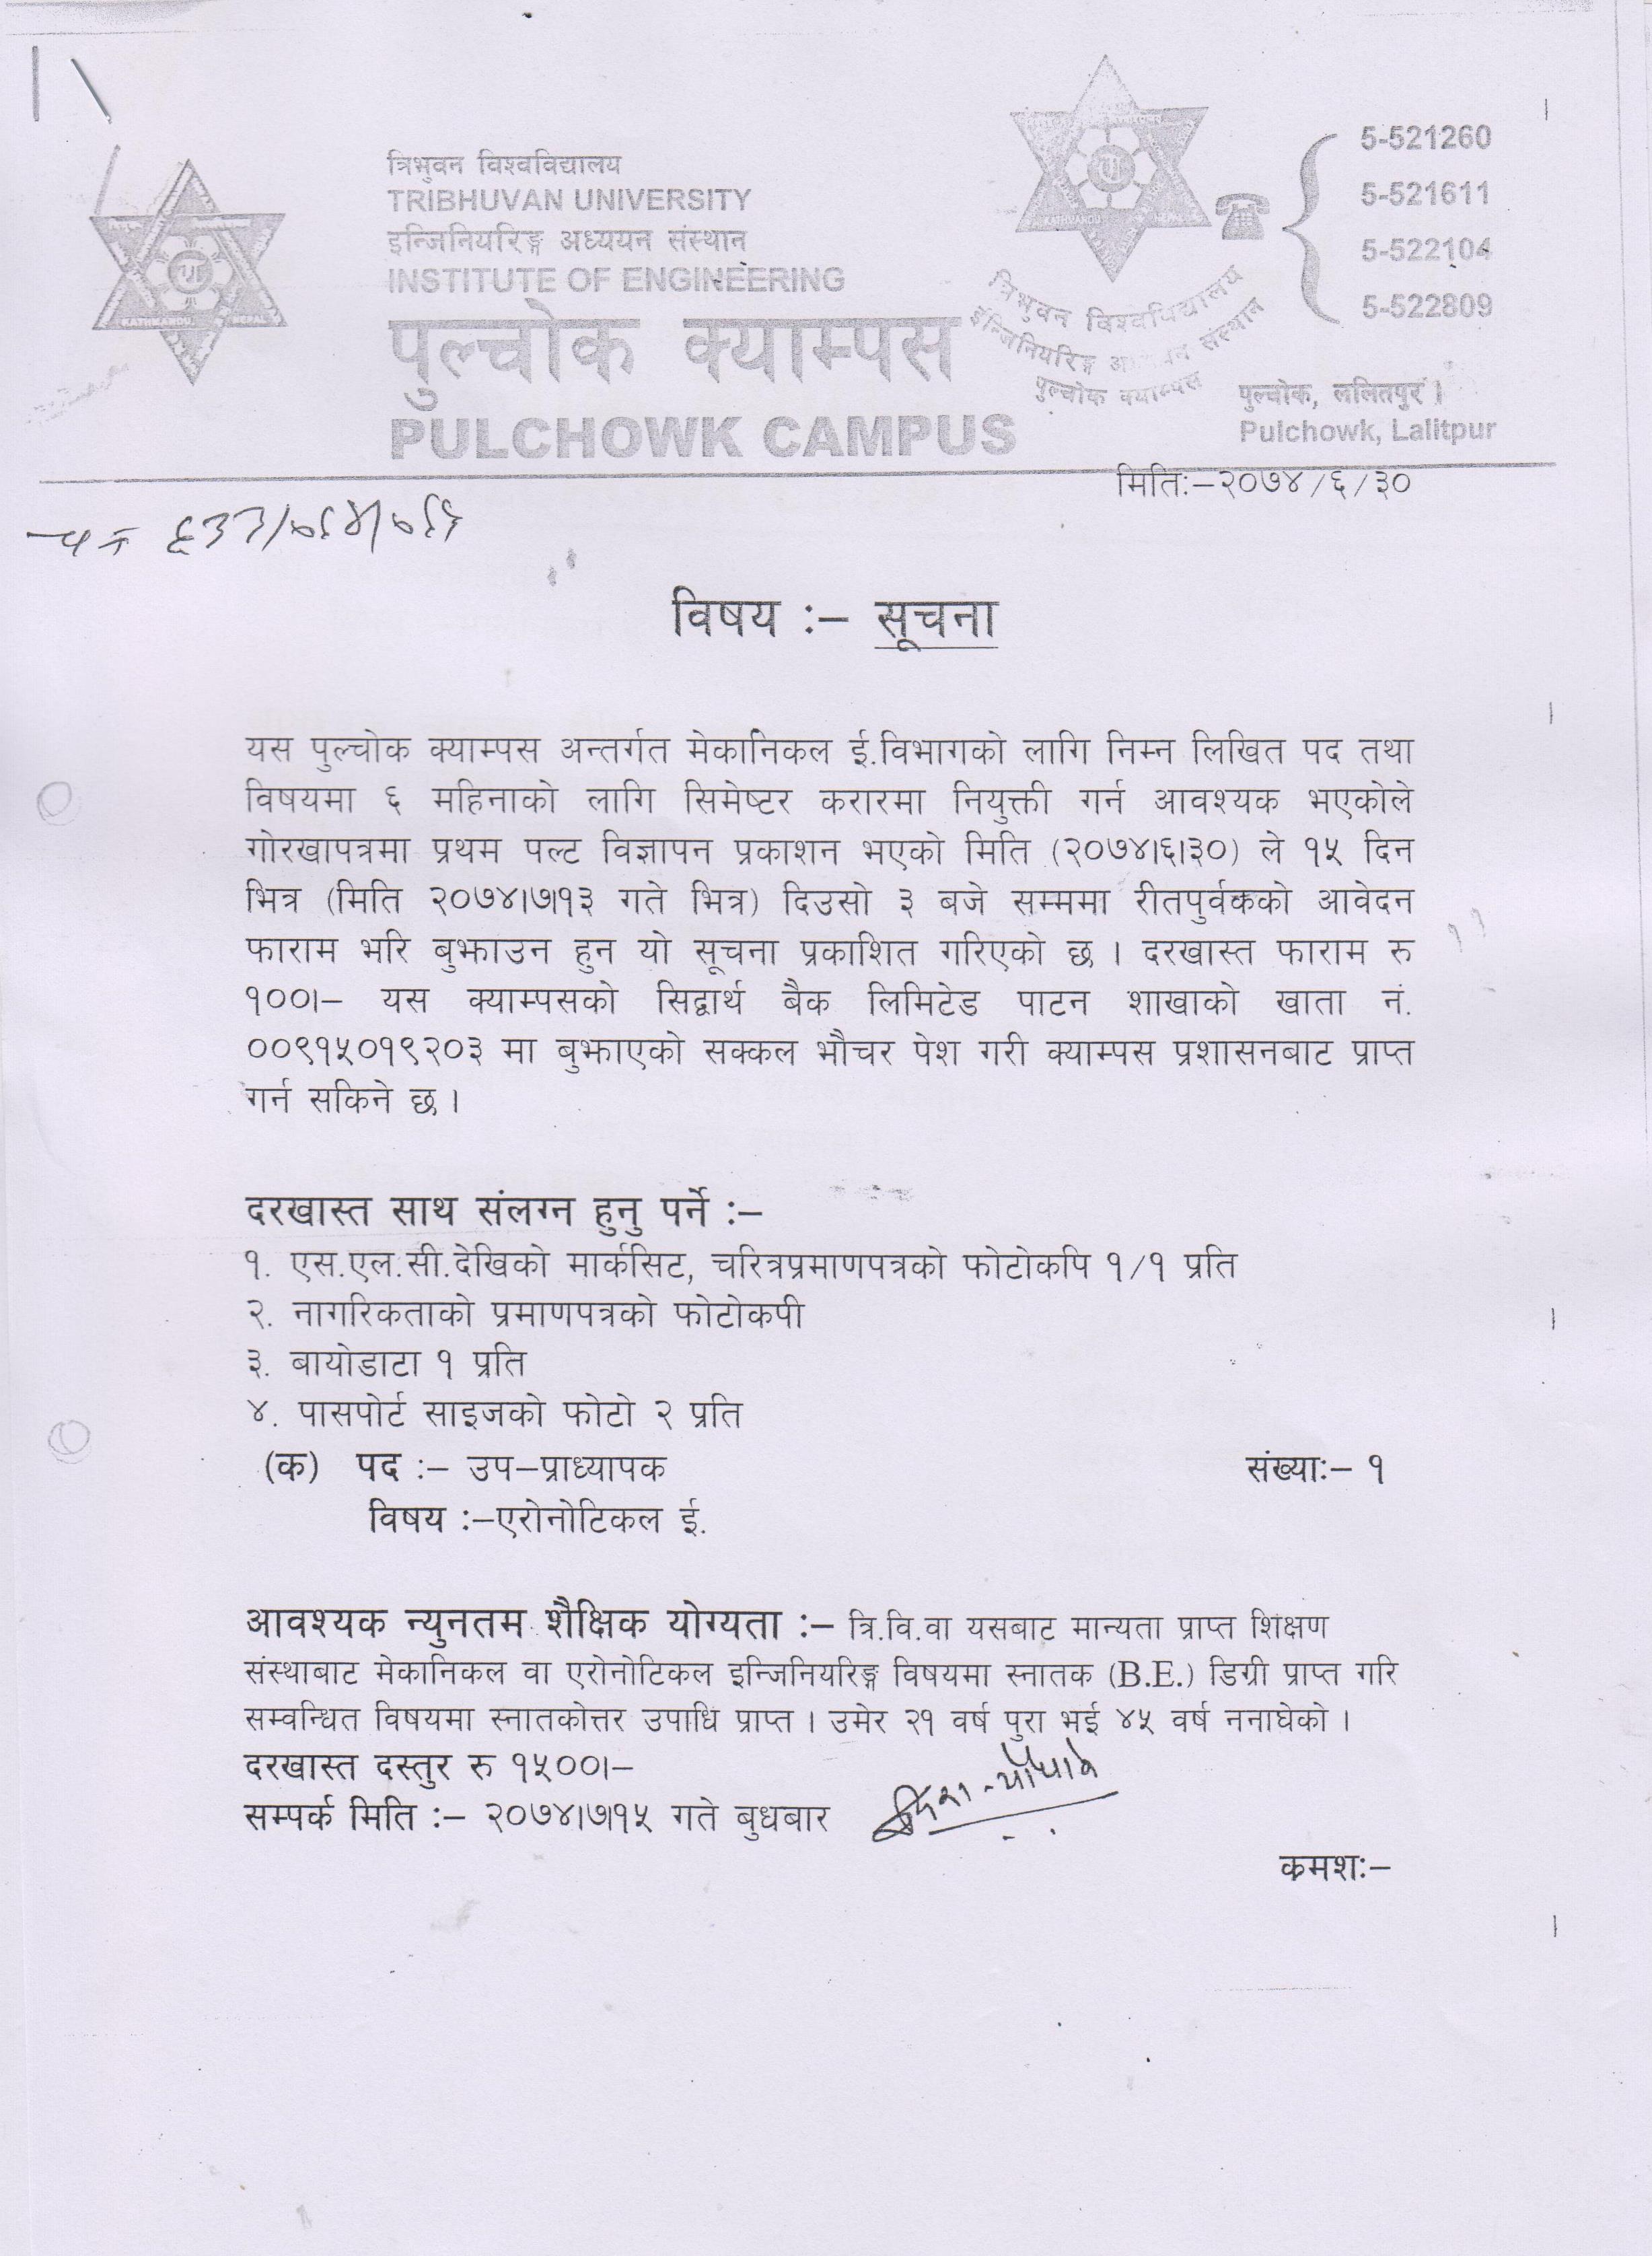 त्रिभुवन विश्वविद्यालय
TRIBHUVAN UNIVERSITY
इन्जिनियरिङ्ग अध्ययन संस्थान
INSTITUTE OF ENGINEERING
पुल्चोक क्याम्पस
PULCHOWK CAMPUS
KATHMANDU, NEPAL
KATHMANDU NEPAL
त्रिभुवन विश्वविद्यालय
इन्जिनियरिङ्ग संस्थान
पुल्चोक क्याम्पस
5-521260
5-521611
5-522104
5-522809
पुल्चोक, ललितपुर ।
Pulchowk, Lalitpur
मितिः–२०७४/६/३०
विषय :– सूचना
यस पुल्चोक क्याम्पस अन्तर्गत मेकानिकल ई.विभागको लागि निम्न लिखित पद तथा
विषयमा ६ महिनाको लागि सिमेष्टर करारमा नियुक्ती गर्न आवश्यक भएकोले
गोरखापत्रमा प्रथम पल्ट विज्ञापन प्रकाशन भएको मिति (२०७४।६।३०) ले १५ दिन
भित्र (मिति २०७४।७।१३ गते भित्र) दिउसो ३ बजे सम्ममा रीतपुर्वकको आवेदन
फाराम भरि बुझाउन हुन यो सूचना प्रकाशित गरिएको छ । दरखास्त फाराम रु
१००।– यस क्याम्पसको सिद्वार्थ बैक लिमिटेड पाटन शाखाको खाता नं.
००९१५०१९२०३ मा बुझाएको सक्कल भौचर पेश गरी क्याम्पस प्रशासनबाट प्राप्त
गर्न सकिने छ ।
दरखास्त साथ संलग्न हुनु पर्ने :–
१. एस.एल.सी.देखिको मार्कसिट, चरित्रप्रमाणपत्रको फोटोकपि १/१ प्रति
२. नागरिकताको प्रमाणपत्रको फोटोकपी
३. बायोडाटा १ प्रति
४. पासपोर्ट साइजको फोटो २ प्रति
(क) पद :– उप–प्राध्यापक संख्याः– १
विषय :–एरोनोटिकल ई.
आवश्यक न्युनतम शैक्षिक योग्यता :– त्रि.वि.वा यसबाट मान्यता प्राप्त शिक्षण
संस्थाबाट मेकानिकल वा एरोनोटिकल इन्जिनियरिङ्ग विषयमा स्नातक (B.E.) डिग्री प्राप्त गरि
सम्वन्धित विषयमा स्नातकोत्तर उपाधि प्राप्त । उमेर २१ वर्ष पुरा भई ४५ वर्ष ननाघेको ।
दरखास्त दस्तुर रु १५००।–
सम्पर्क मिति :– २०७४।७।१५ गते बुधबार
कमशः–